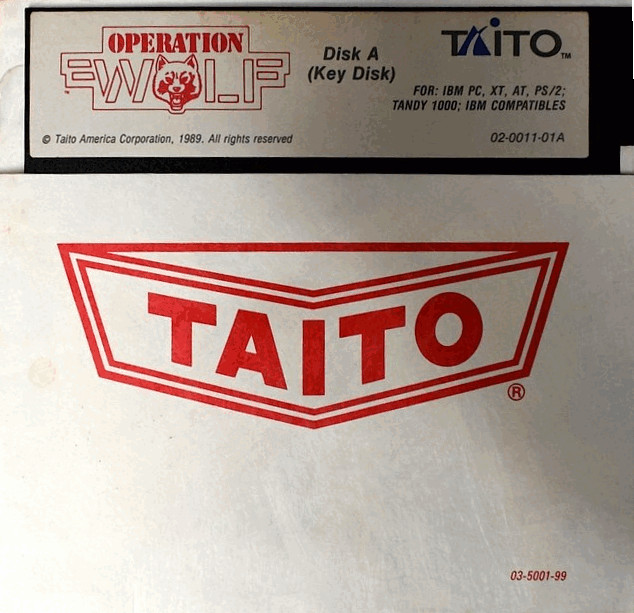 OPERATION
WOLF
™
Disk A
(Key Disk)
TAITO™
FOR: IBM PC, XT, AT, PS/2;
TANDY 1000; IBM COMPATIBLES
© Taito America Corporation, 1989. All rights reserved
02-0011-01A
TAITO
®
03-5001-99